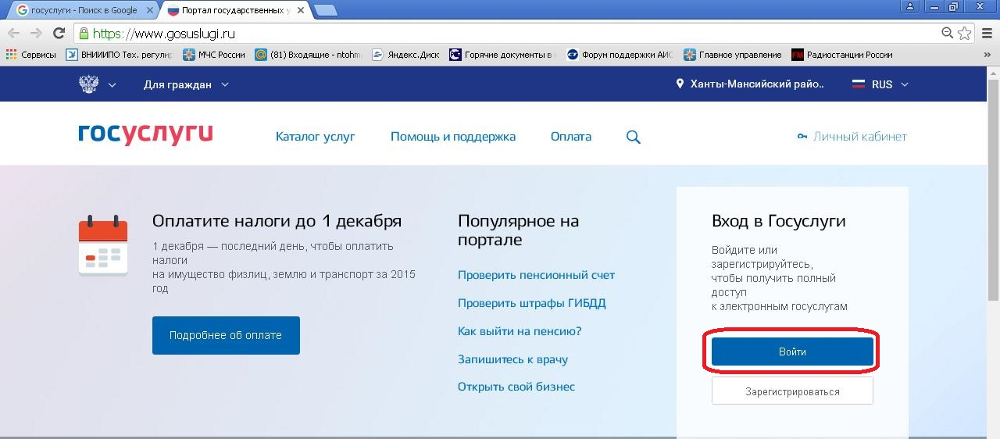 госуслуги - Поиск в Google
Портал государственных у
https://www.gosuslugi.ru
Сервисы
ВНИИИПО Тех. регулир
МЧС России
(81) Входящие - ntohm
Яндекс.Диск
Горячие документы в
Форум поддержки АИС
Главное управление
FM Радиостанции России
»
Для граждан
Ханты-Мансийский райо..
RUS
госуслуги
Каталог услуг
Помощь и поддержка
Оплата
Личный кабинет
Оплатите налоги до 1 декабря
1 декабря — последний день, чтобы оплатить
налоги
на имущество физлиц, землю и транспорт за 2015
год
Подробнее об оплате
Популярное на
портале
Проверить пенсионный счет
Проверить штрафы ГИБДД
Как выйти на пенсию?
Запишитесь к врачу
Открыть свой бизнес
Вход в Госуслуги
Войдите или
зарегистрируйтесь,
чтобы получить полный
доступ
к электронным госуслугам
Войти
Зарегистрироваться